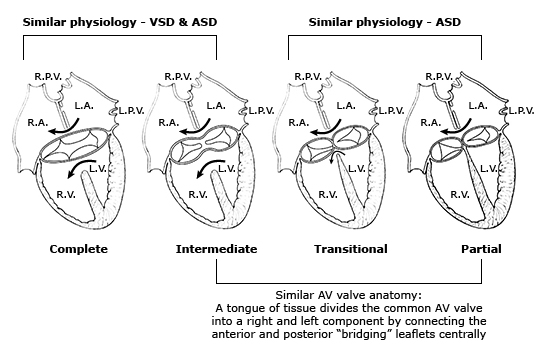 Similar physiology - VSD & ASD
Similar physiology - ASD
R.P.V. R.P.V. R.P.V. R.P.V.
L.A. L.P.V. L.A. L.P.V. L.A. L.P.V. L.A. L.P.V.
R.A. R.A. R.A. R.A.
L.V. L.V. L.V. L.V.
R.V. R.V. R.V. R.V.
Complete Intermediate Transitional Partial
Similar AV valve anatomy:
A tongue of tissue divides the common AV valve
into a right and left component by connecting the
anterior and posterior “bridging” leaflets centrally